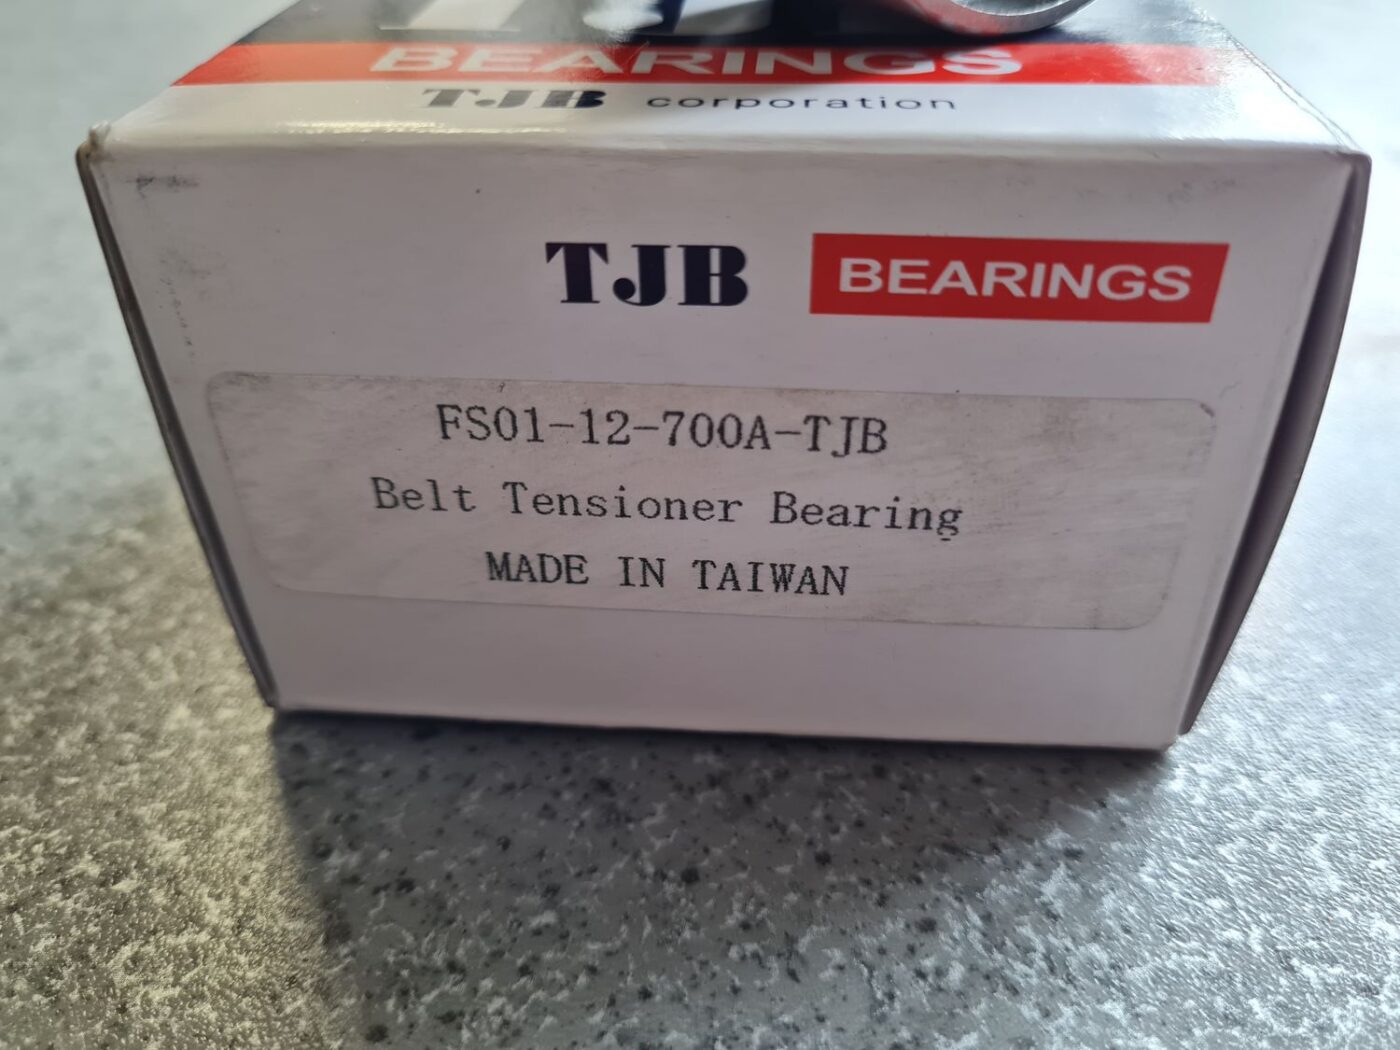 BEARINGS
TJB corporation
TJB BEARINGS
FS01-12-700A-TJB
Belt Tensioner Bearing
MADE IN TAIWAN